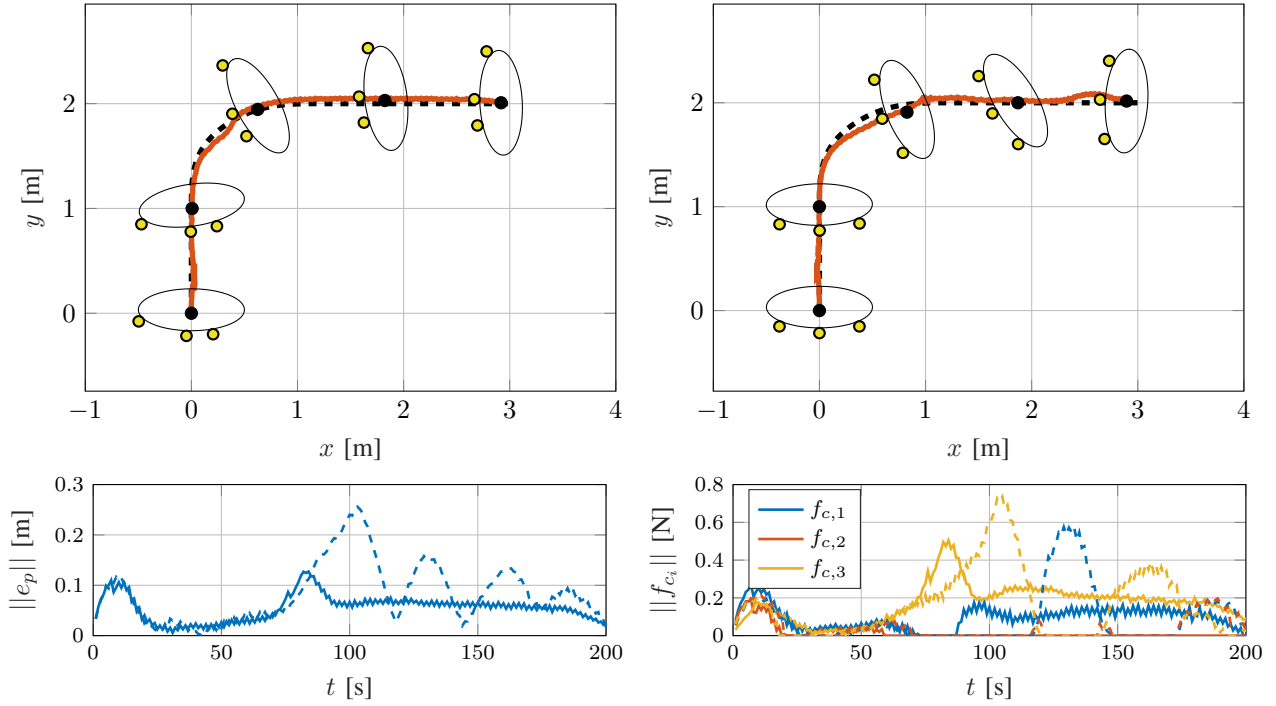 2
1
0
y [m]
−1 0 1 2 3 4
x [m]
2
1
0
y [m]
−1 0 1 2 3 4
x [m]
0.3
0.2
0.1
0
||e_p|| [m]
0 50 100 150 200
t [s]
0.8
0.6
0.4
0.2
0
||f_{c_i}|| [N]
f_{c,1}
f_{c,2}
f_{c,3}
0 50 100 150 200
t [s]